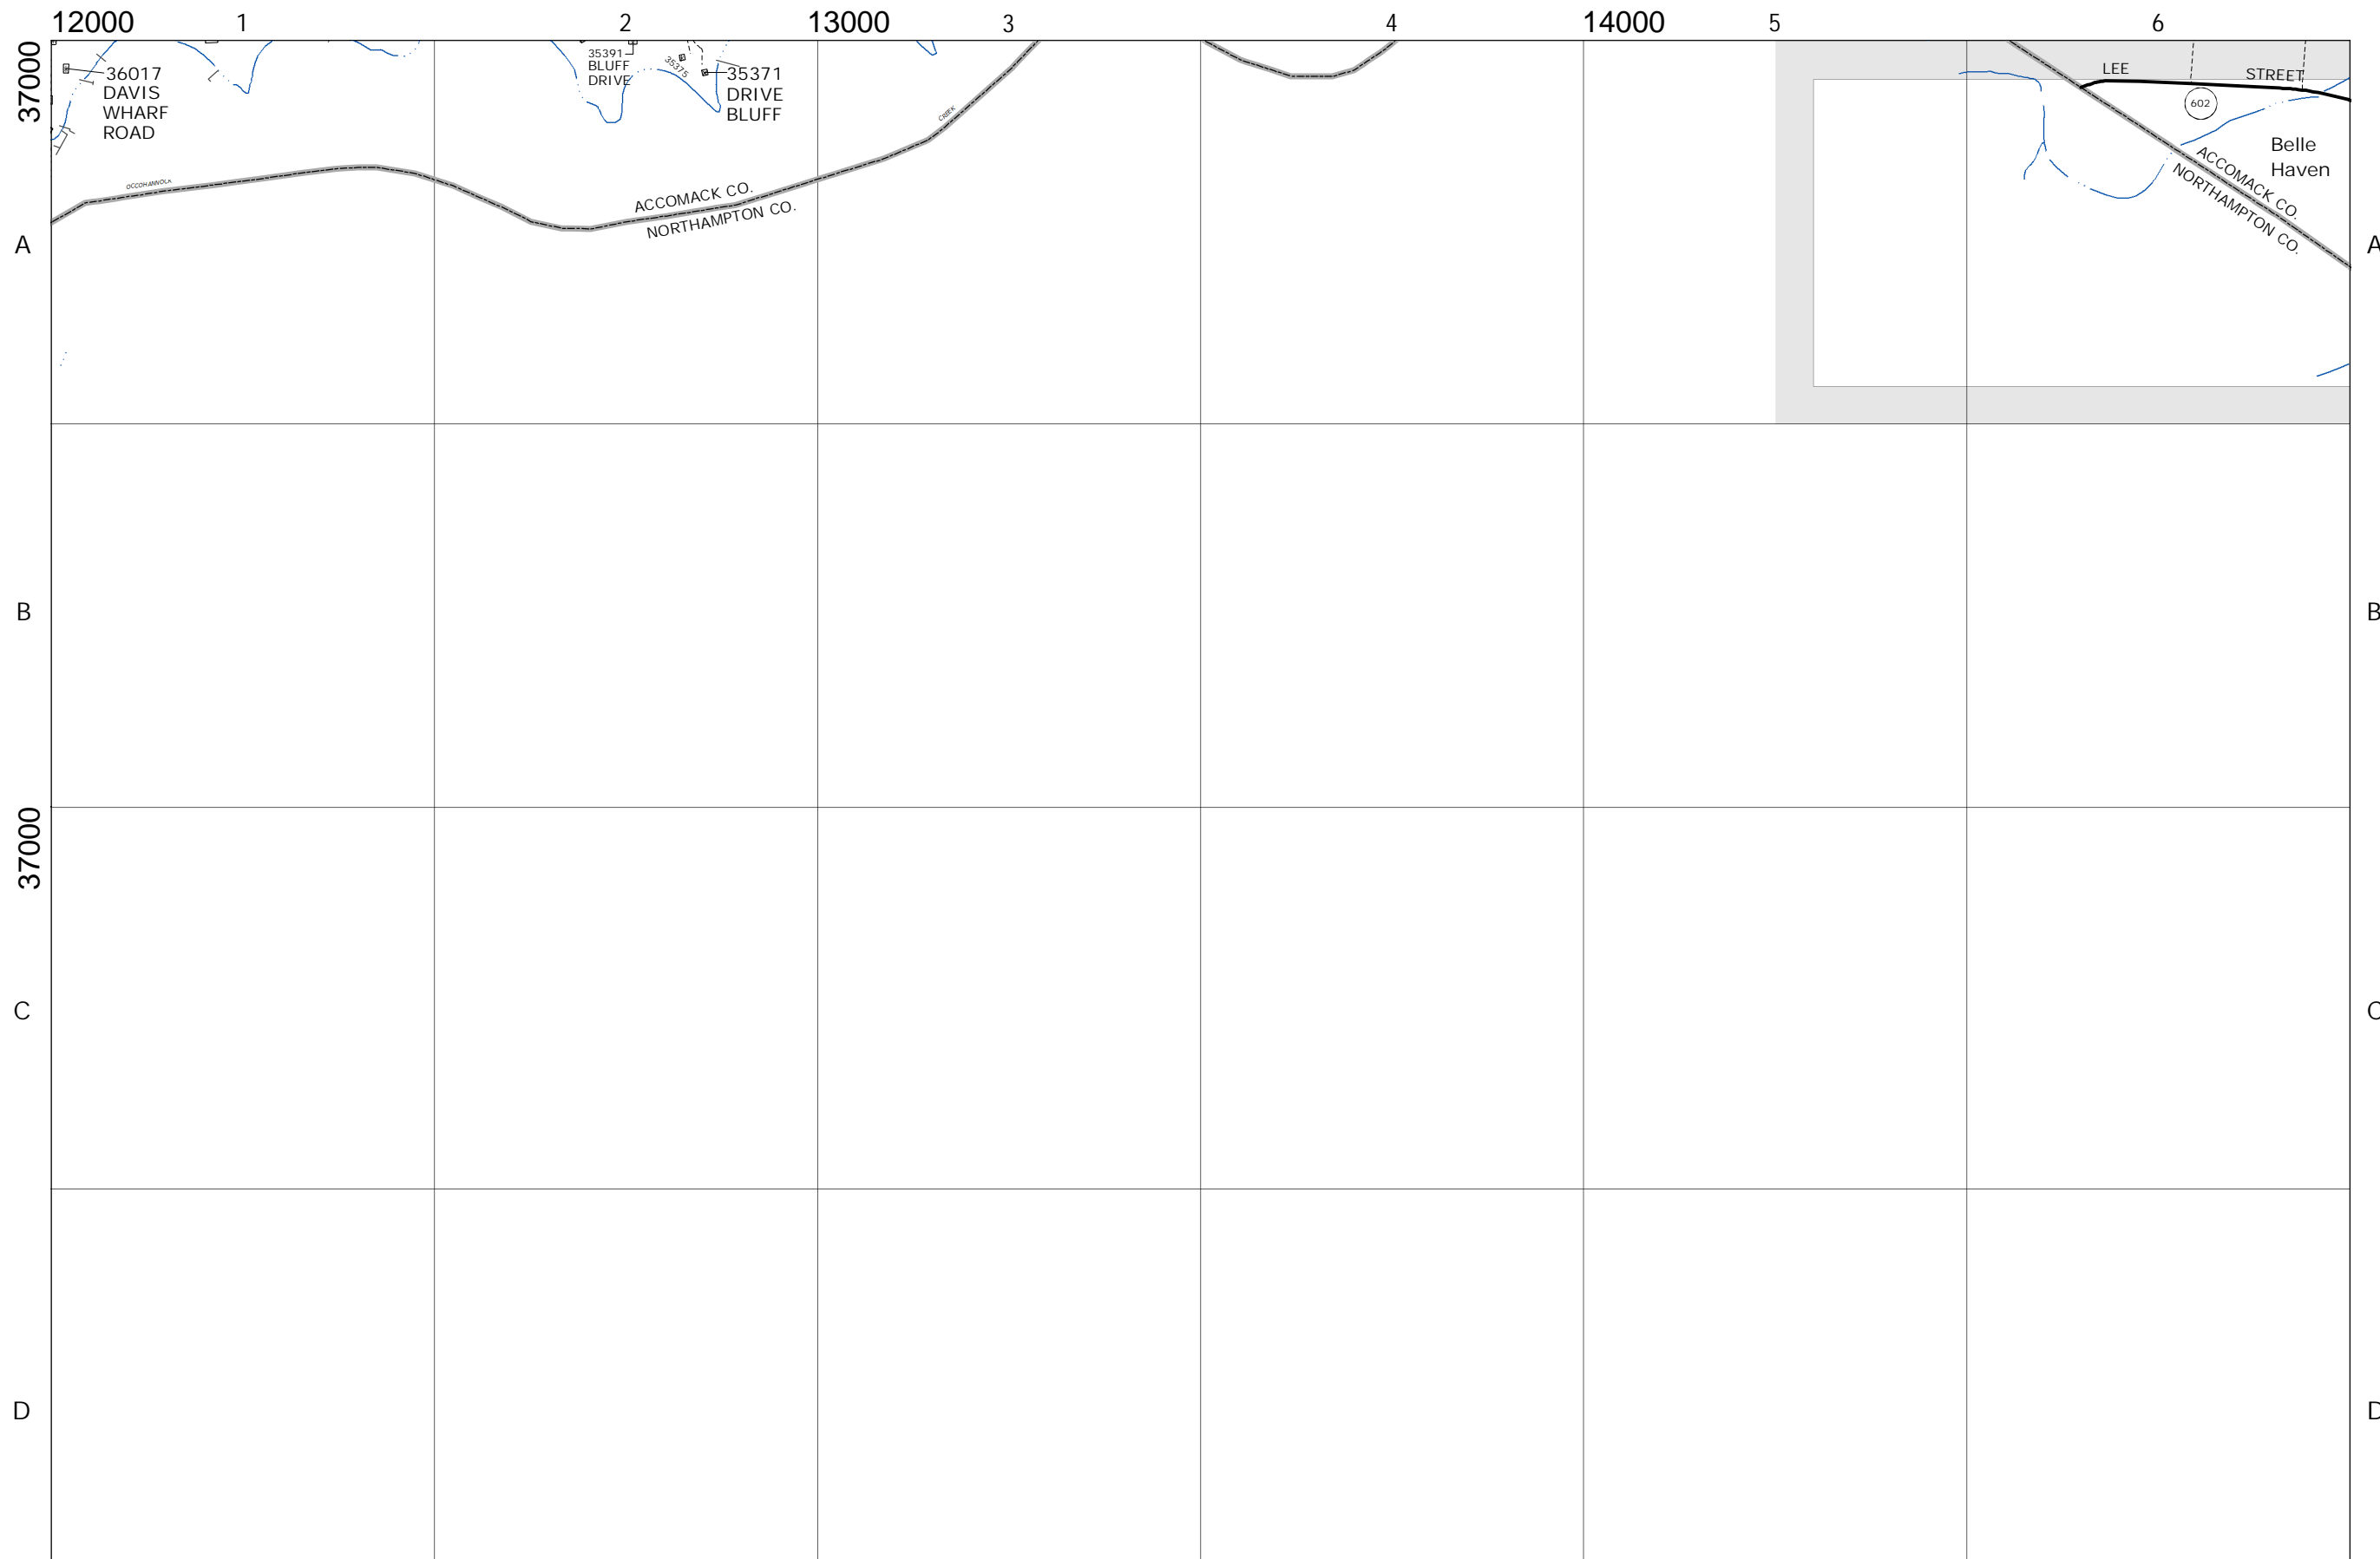 12000 1 2 13000 3 4 14000 5 6
37000
36017
DAVIS
WHARF
ROAD
35391
BLUFF
DRIVE
35375
35371
DRIVE
BLUFF
CREEK
LEE STREET
602
Belle
Haven
ACCOMACK CO.
NORTHAMPTON CO.
ACCOMACK CO.
NORTHAMPTON CO.
A A
B B
37000
C C
D D